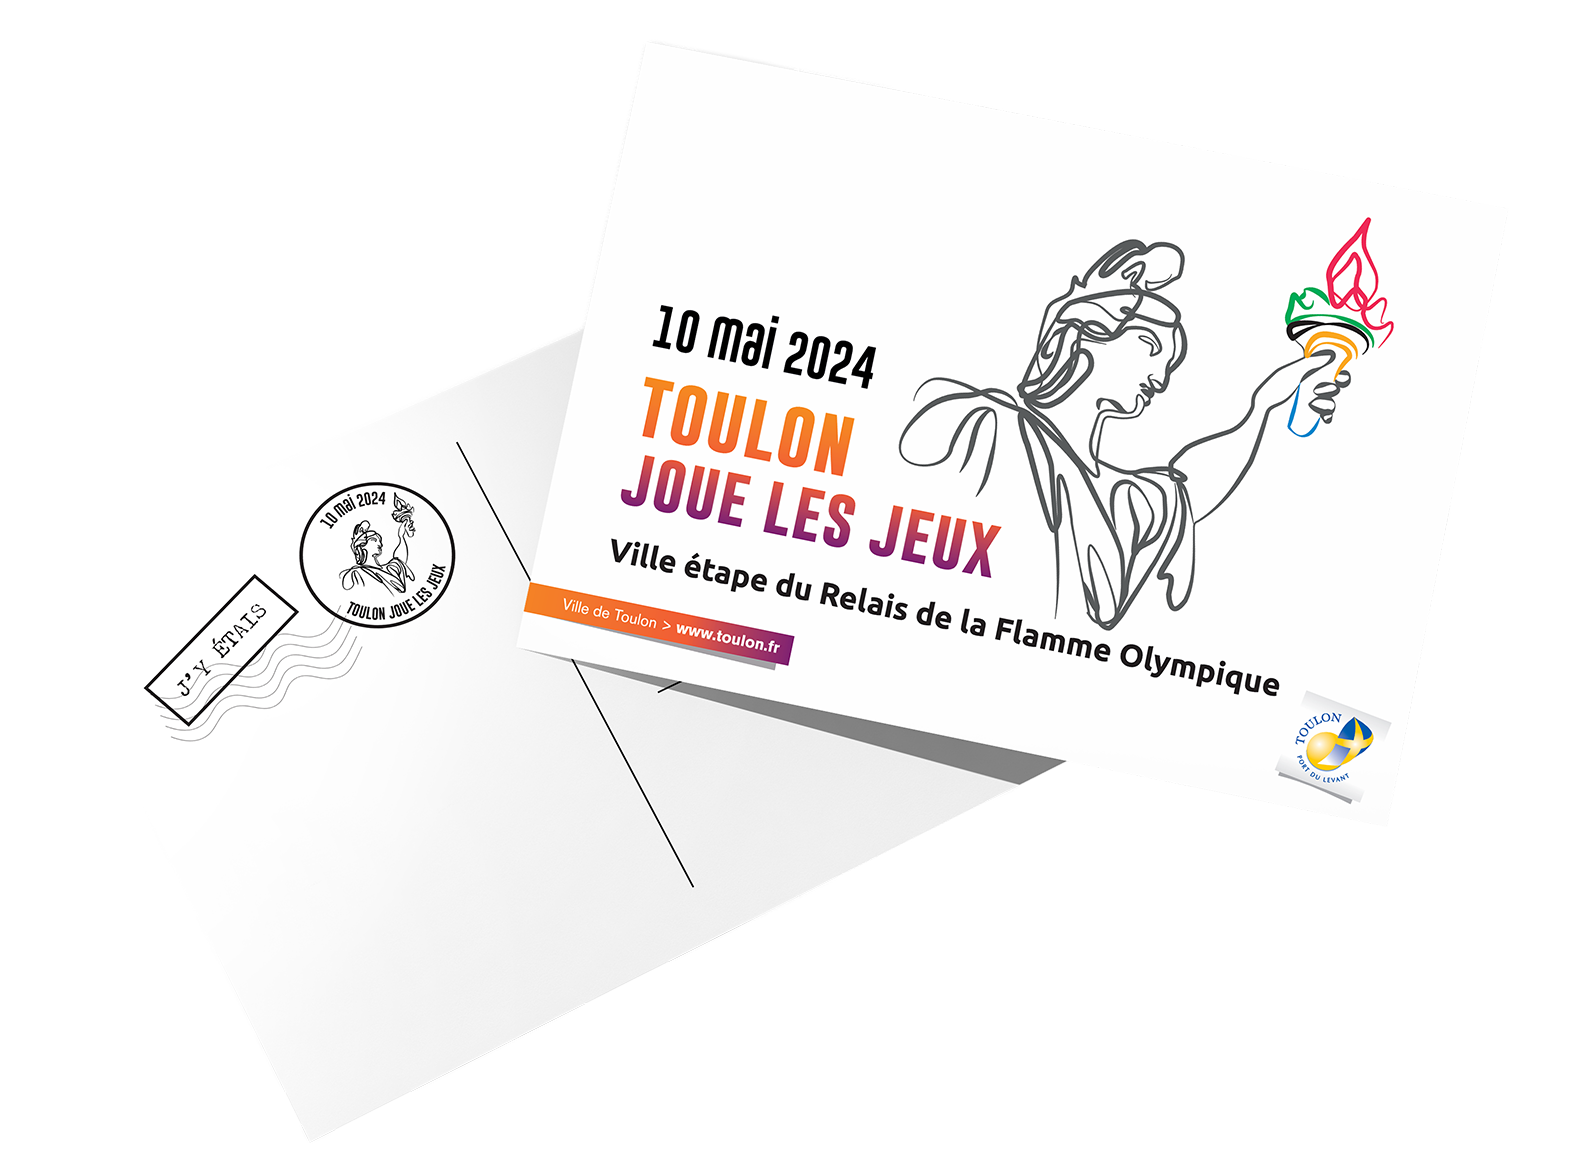 10 mai 2024
TOULON
JOUE LES JEUX
Ville étape du Relais de la Flamme Olympique
Ville de Toulon > www.toulon.fr
TOULON
PORT DU LEVANT
10 mai 2024
TOULON JOUE LES JEUX
J'Y ÉTAIS